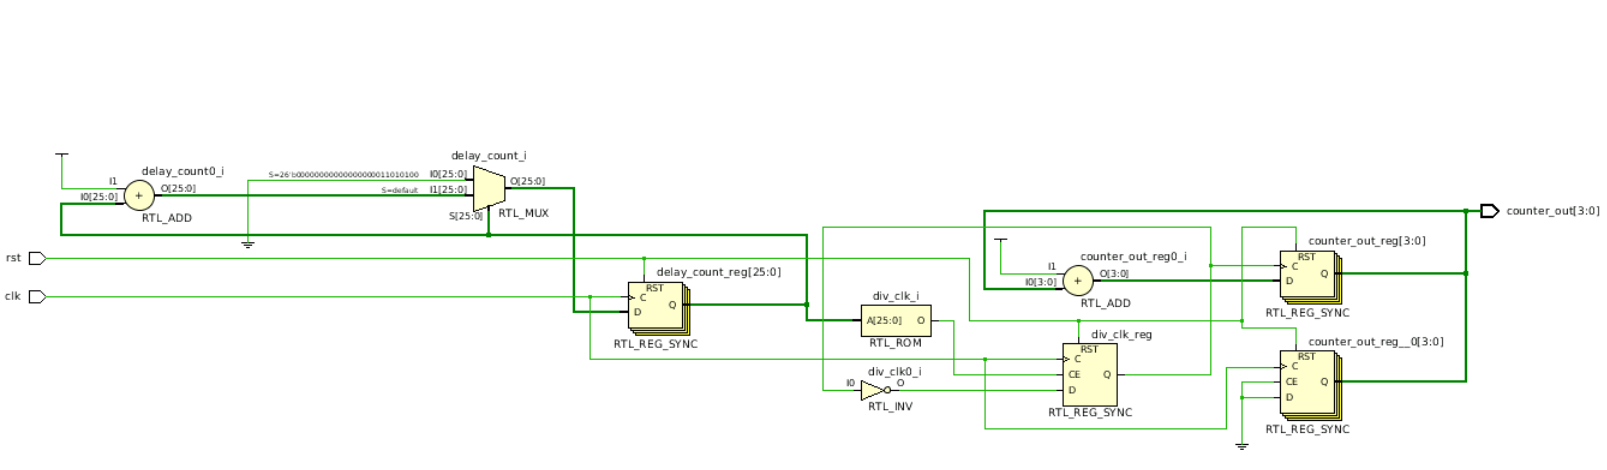 delay_count_i
delay_count0_i
S=26'b00000000000000000011010100
I0[25:0]
O[25:0]
I1
I0[25:0]
O[25:0]
S=defaut
I1[25:0]
RTL_ADD
S[25:0]
RTL_MUX
counter_out[3:0]
rst
clk
delay_count_reg[25:0]
RST
C
D
Q
RTL_REG_SYNC
div_clk_i
A[25:0]
O
RTL_ROM
div_clk0_i
I0
O
RTL_INV
counter_out_reg0_i
I1
I0[3:0]
O[3:0]
RTL_ADD
div_clk_reg
RST
C
CE
D
Q
RTL_REG_SYNC
counter_out_reg[3:0]
RST
C
D
Q
RTL_REG_SYNC
counter_out_reg__0[3:0]
RST
C
CE
D
Q
RTL_REG_SYNC